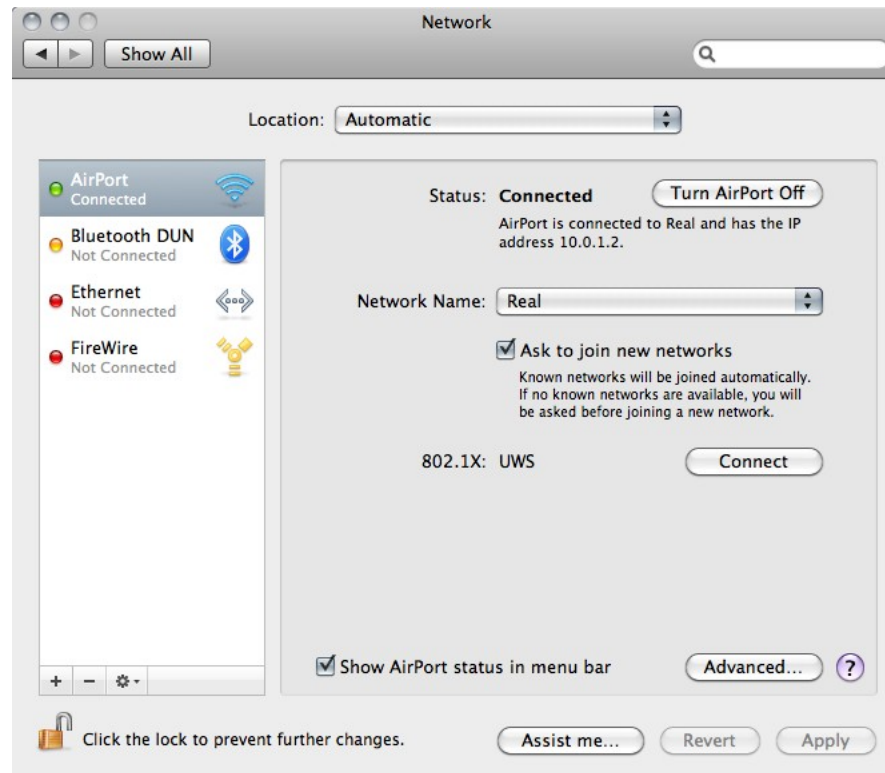 Network
Show All
Location: Automatic
AirPort
Connected
Bluetooth DUN
Not Connected
Ethernet
Not Connected
FireWire
Not Connected
Status: Connected
Turn AirPort Off
AirPort is connected to Real and has the IP
address 10.0.1.2.
Network Name: Real
Ask to join new networks
Known networks will be joined automatically.
If no known networks are available, you will
be asked before joining a new network.
802.1X: UWS
Connect
Show AirPort status in menu bar
Advanced...
?
Click the lock to prevent further changes.
Assist me...
Revert
Apply